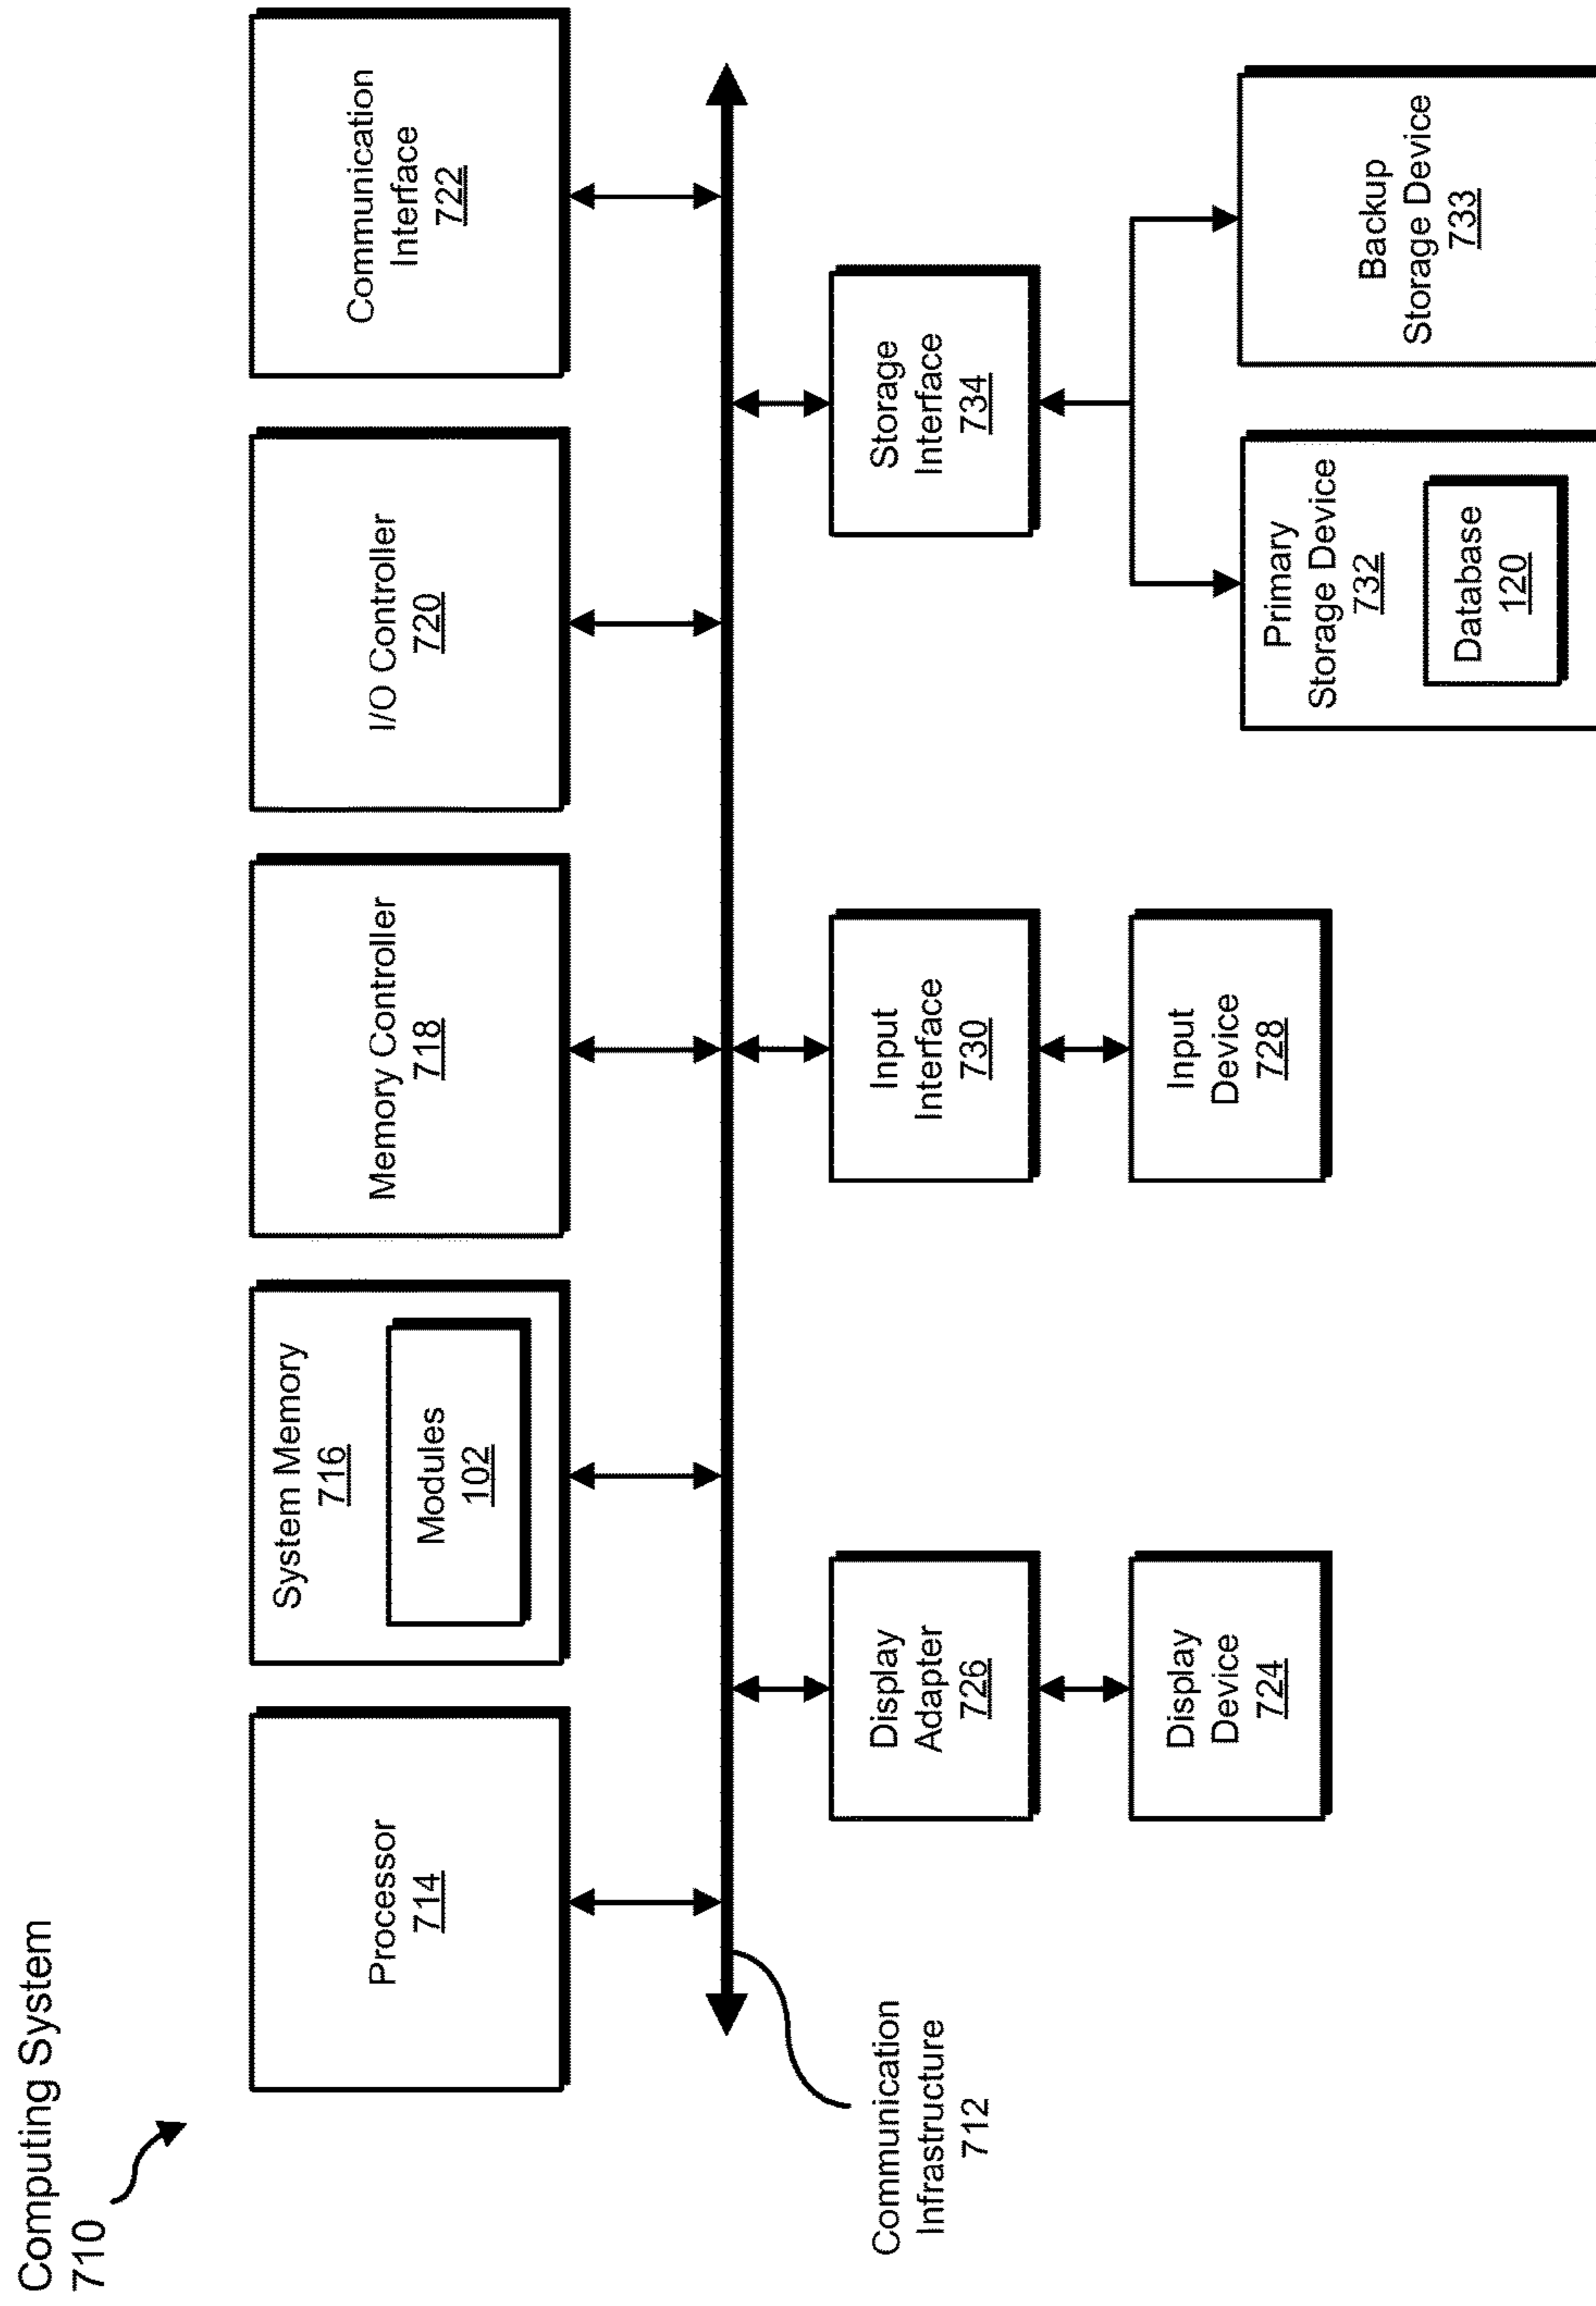 Computing System
710
Processor
714
System Memory
716
Modules
102
Memory Controller
718
I/O Controller
720
Communication
Interface
722
Communication
Infrastructure
712
Display
Adapter
726
Input
Interface
730
Storage
Interface
734
Display
Device
724
Input
Device
728
Primary
Storage Device
732
Database
120
Backup
Storage Device
733